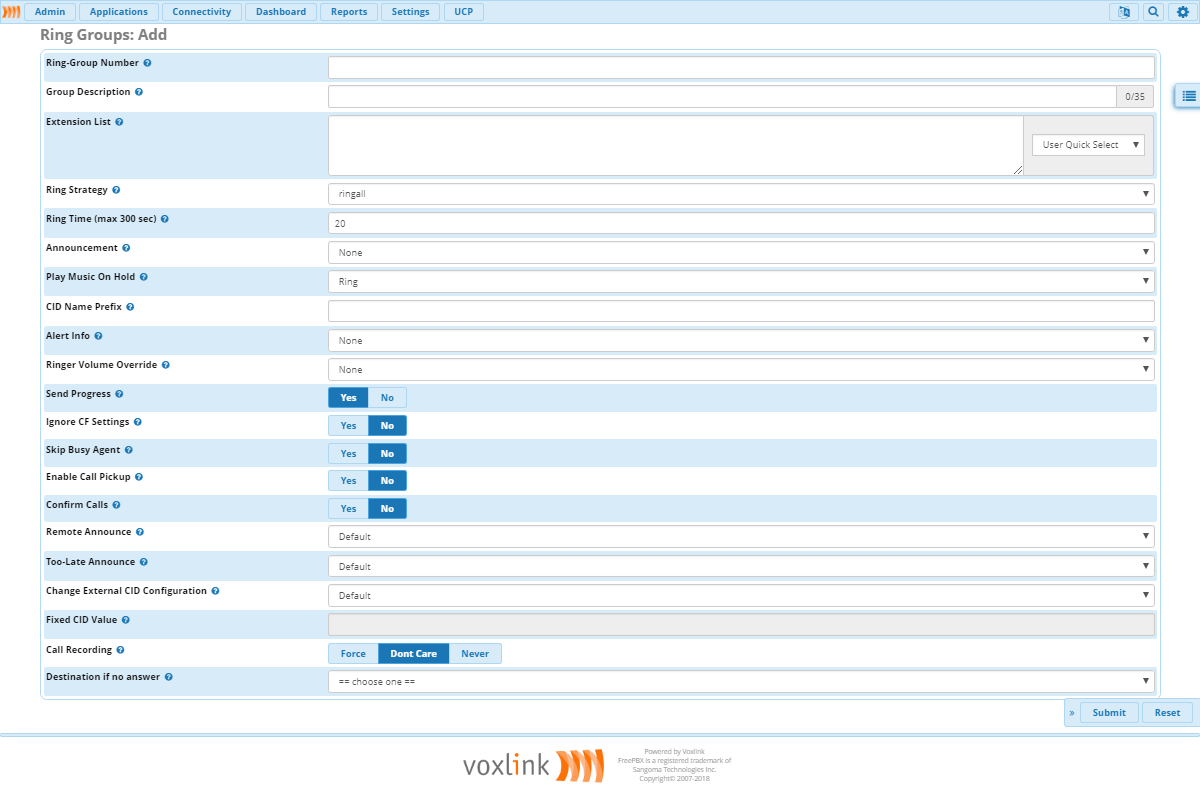 Admin Applications Connectivity Dashboard Reports Settings UCP
Ring Groups: Add
Ring-Group Number
Group Description 0/35
Extension List User Quick Select
Ring Strategy ringall
Ring Time (max 300 sec) 20
Announcement None
Play Music On Hold Ring
CID Name Prefix
Alert Info None
Ringer Volume Override None
Send Progress Yes No
Ignore CF Settings Yes No
Skip Busy Agent Yes No
Enable Call Pickup Yes No
Confirm Calls Yes No
Remote Announce Default
Too-Late Announce Default
Change External CID Configuration Default
Fixed CID Value
Call Recording Force Dont Care Never
Destination if no answer == choose one ==
» Submit Reset
voxlink
Powered by Voxlink
FreePBX is a registered trademark of
Sangoma Technologies Inc.
Copyright© 2007-2018